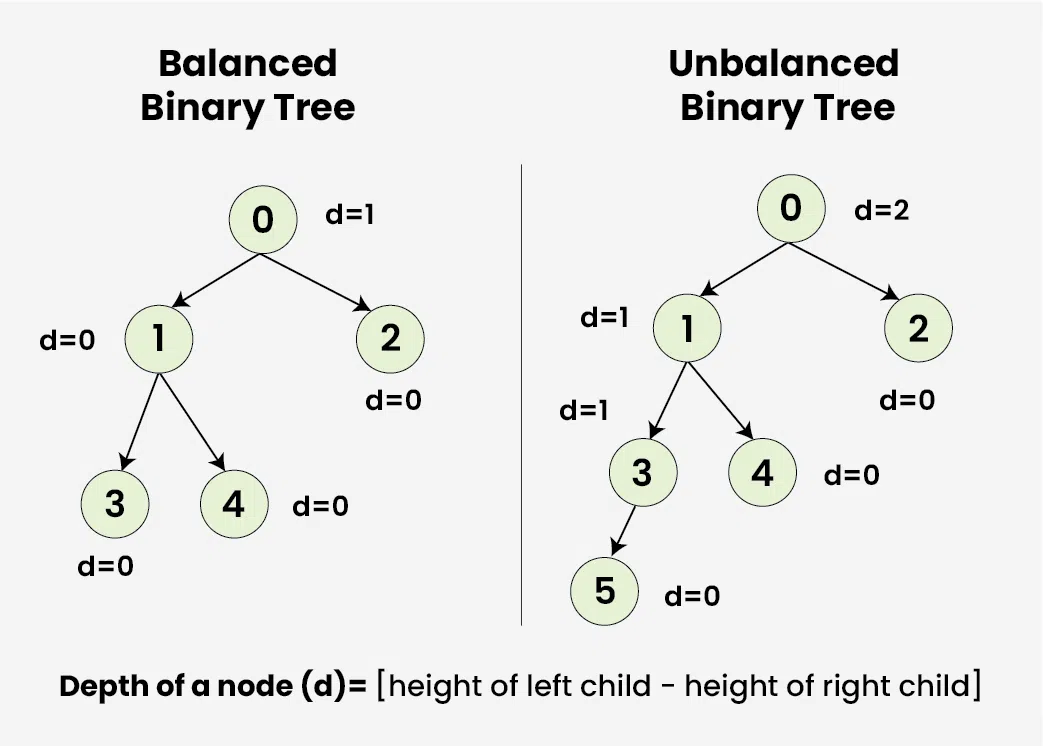 Balanced
Binary Tree
0
d=1
d=0
1
2
d=0
3
4
d=0
d=0
Unbalanced
Binary Tree
0
d=2
d=1
1
2
d=0
d=1
3
4
d=0
5
d=0
Depth of a node (d)= [height of left child - height of right child]